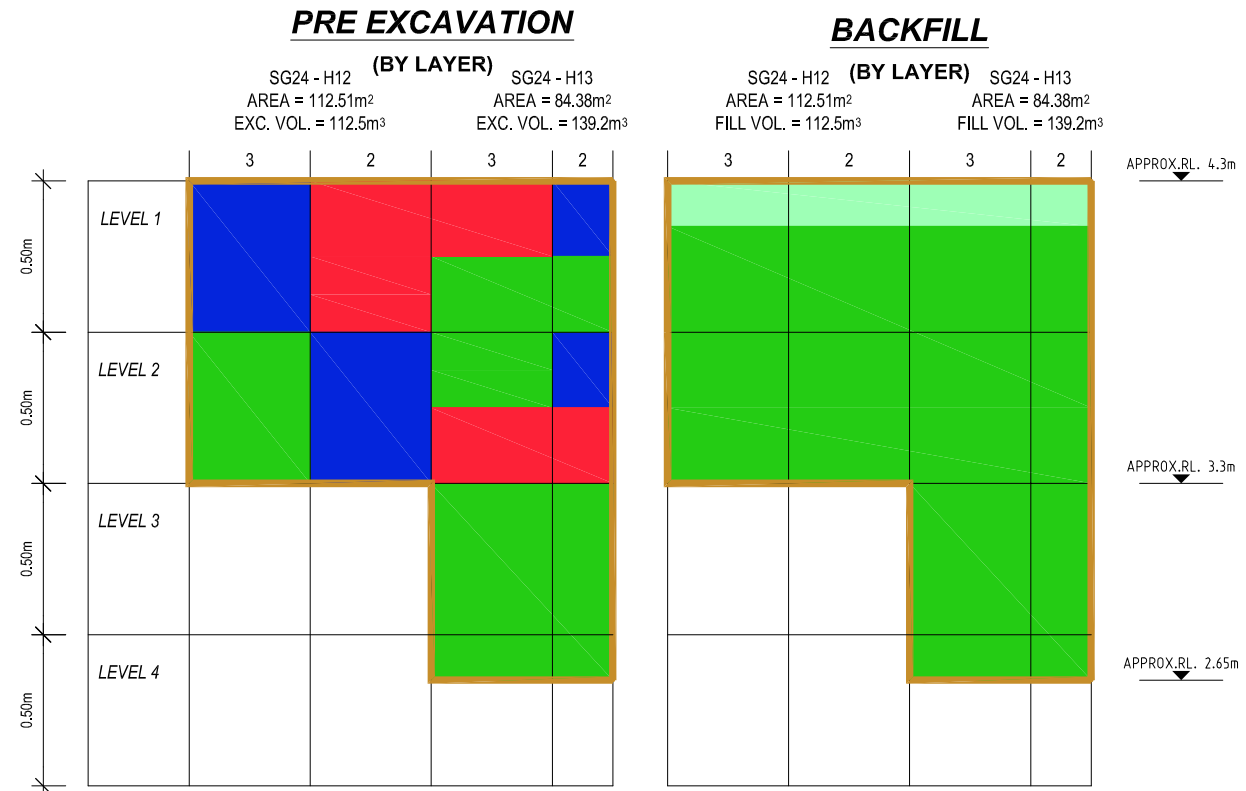 PRE EXCAVATION
(BY LAYER)
SG24 - H12
AREA = 112.51m²
EXC. VOL. = 112.5m³
SG24 - H13
AREA = 84.38m²
EXC. VOL. = 139.2m³
3 2 3 2
BACKFILL
(BY LAYER)
SG24 - H12
AREA = 112.51m²
FILL VOL. = 112.5m³
SG24 - H13
AREA = 84.38m²
FILL VOL. = 139.2m³
3 2 3 2
APPROX.RL. 4.3m
LEVEL 1
0.50m
LEVEL 2
0.50m
APPROX.RL. 3.3m
LEVEL 3
0.50m
APPROX.RL. 2.65m
LEVEL 4
0.50m